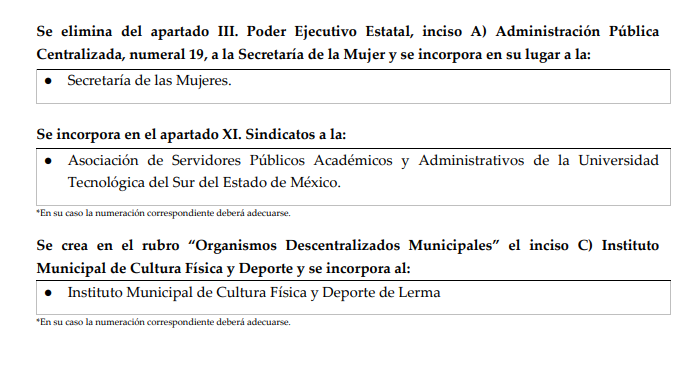 Se elimina del apartado III. Poder Ejecutivo Estatal, inciso A) Administración Pública
Centralizada, numeral 19, a la Secretaría de la Mujer y se incorpora en su lugar a la:
● Secretaría de las Mujeres.
Se incorpora en el apartado XI. Sindicatos a la:
● Asociación de Servidores Públicos Académicos y Administrativos de la Universidad
Tecnológica del Sur del Estado de México.
*En su caso la numeración correspondiente deberá adecuarse.
Se crea en el rubro “Organismos Descentralizados Municipales” el inciso C) Instituto
Municipal de Cultura Física y Deporte y se incorpora al:
● Instituto Municipal de Cultura Física y Deporte de Lerma
*En su caso la numeración correspondiente deberá adecuarse.